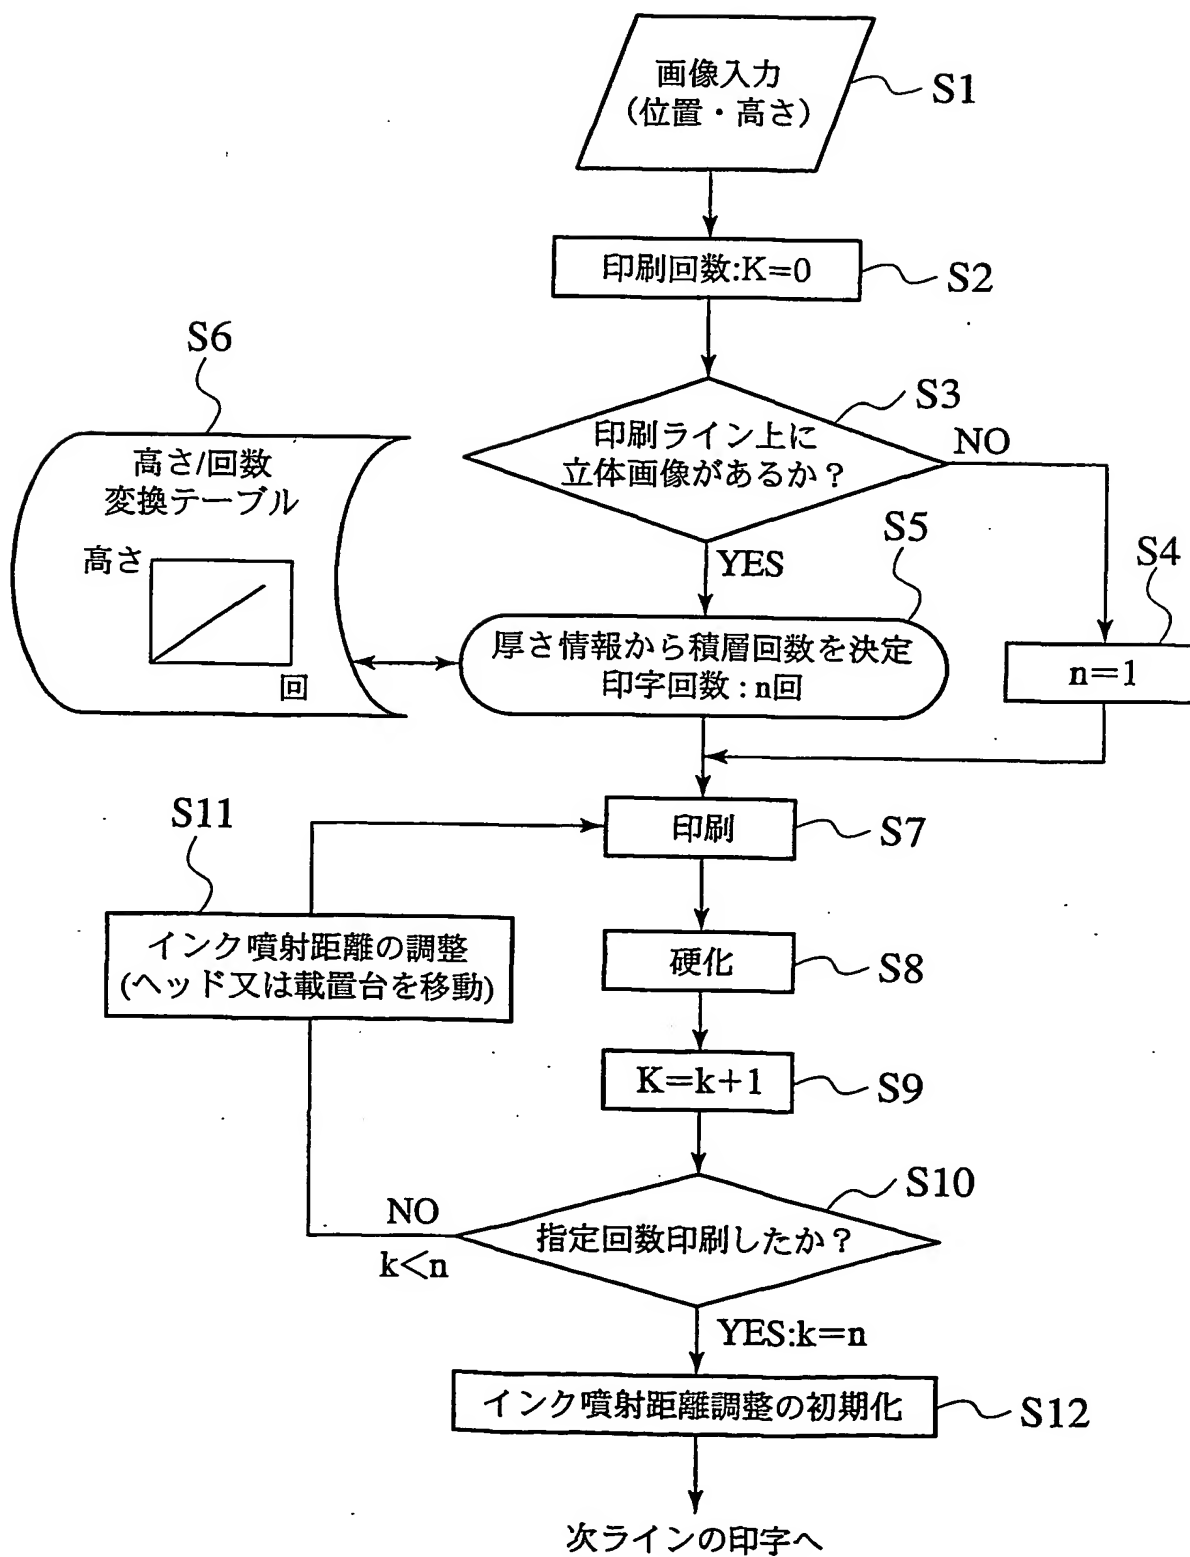 画像入力
(位置・高さ)
S1
印刷回数:K=0
S2
S6
S3
印刷ライン上に
立体画像があるか?
NO
高さ/回数
変換テーブル
高さ
回
YES
S5
S4
厚さ情報から積層回数を決定
印字回数:n回
n=1
S11
印刷
S7
インク噴射距離の調整
(ヘッド又は載置台を移動)
硬化
S8
K=k+1
S9
S10
NO
k<n
指定回数印刷したか?
YES:k=n
インク噴射距離調整の初期化
S12
次ラインの印字へ